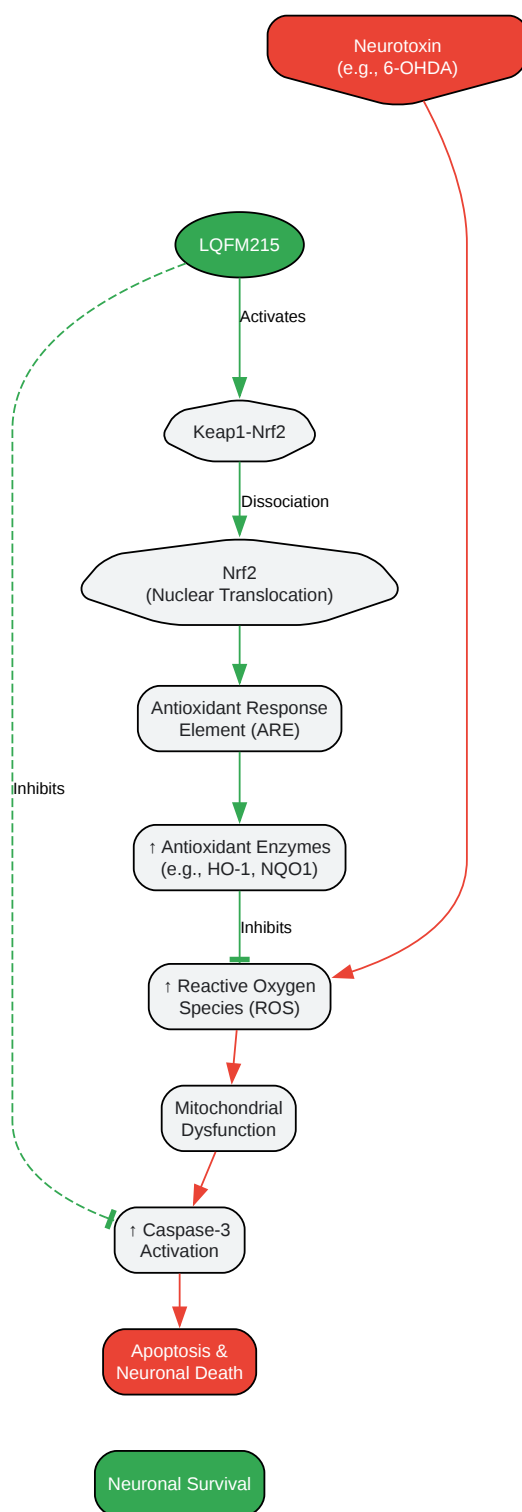 Neurotoxin
(e.g., 6-OHDA)
LQFM215
Activates
Keap1-Nrf2
Dissociation
Nrf2
(Nuclear Translocation)
Antioxidant Response
Element (ARE)
Inhibits
↑ Antioxidant Enzymes
(e.g., HO-1, NQO1)
Inhibits
↑ Reactive Oxygen
Species (ROS)
Mitochondrial
Dysfunction
↑ Caspase-3
Activation
Apoptosis &
Neuronal Death
Neuronal Survival